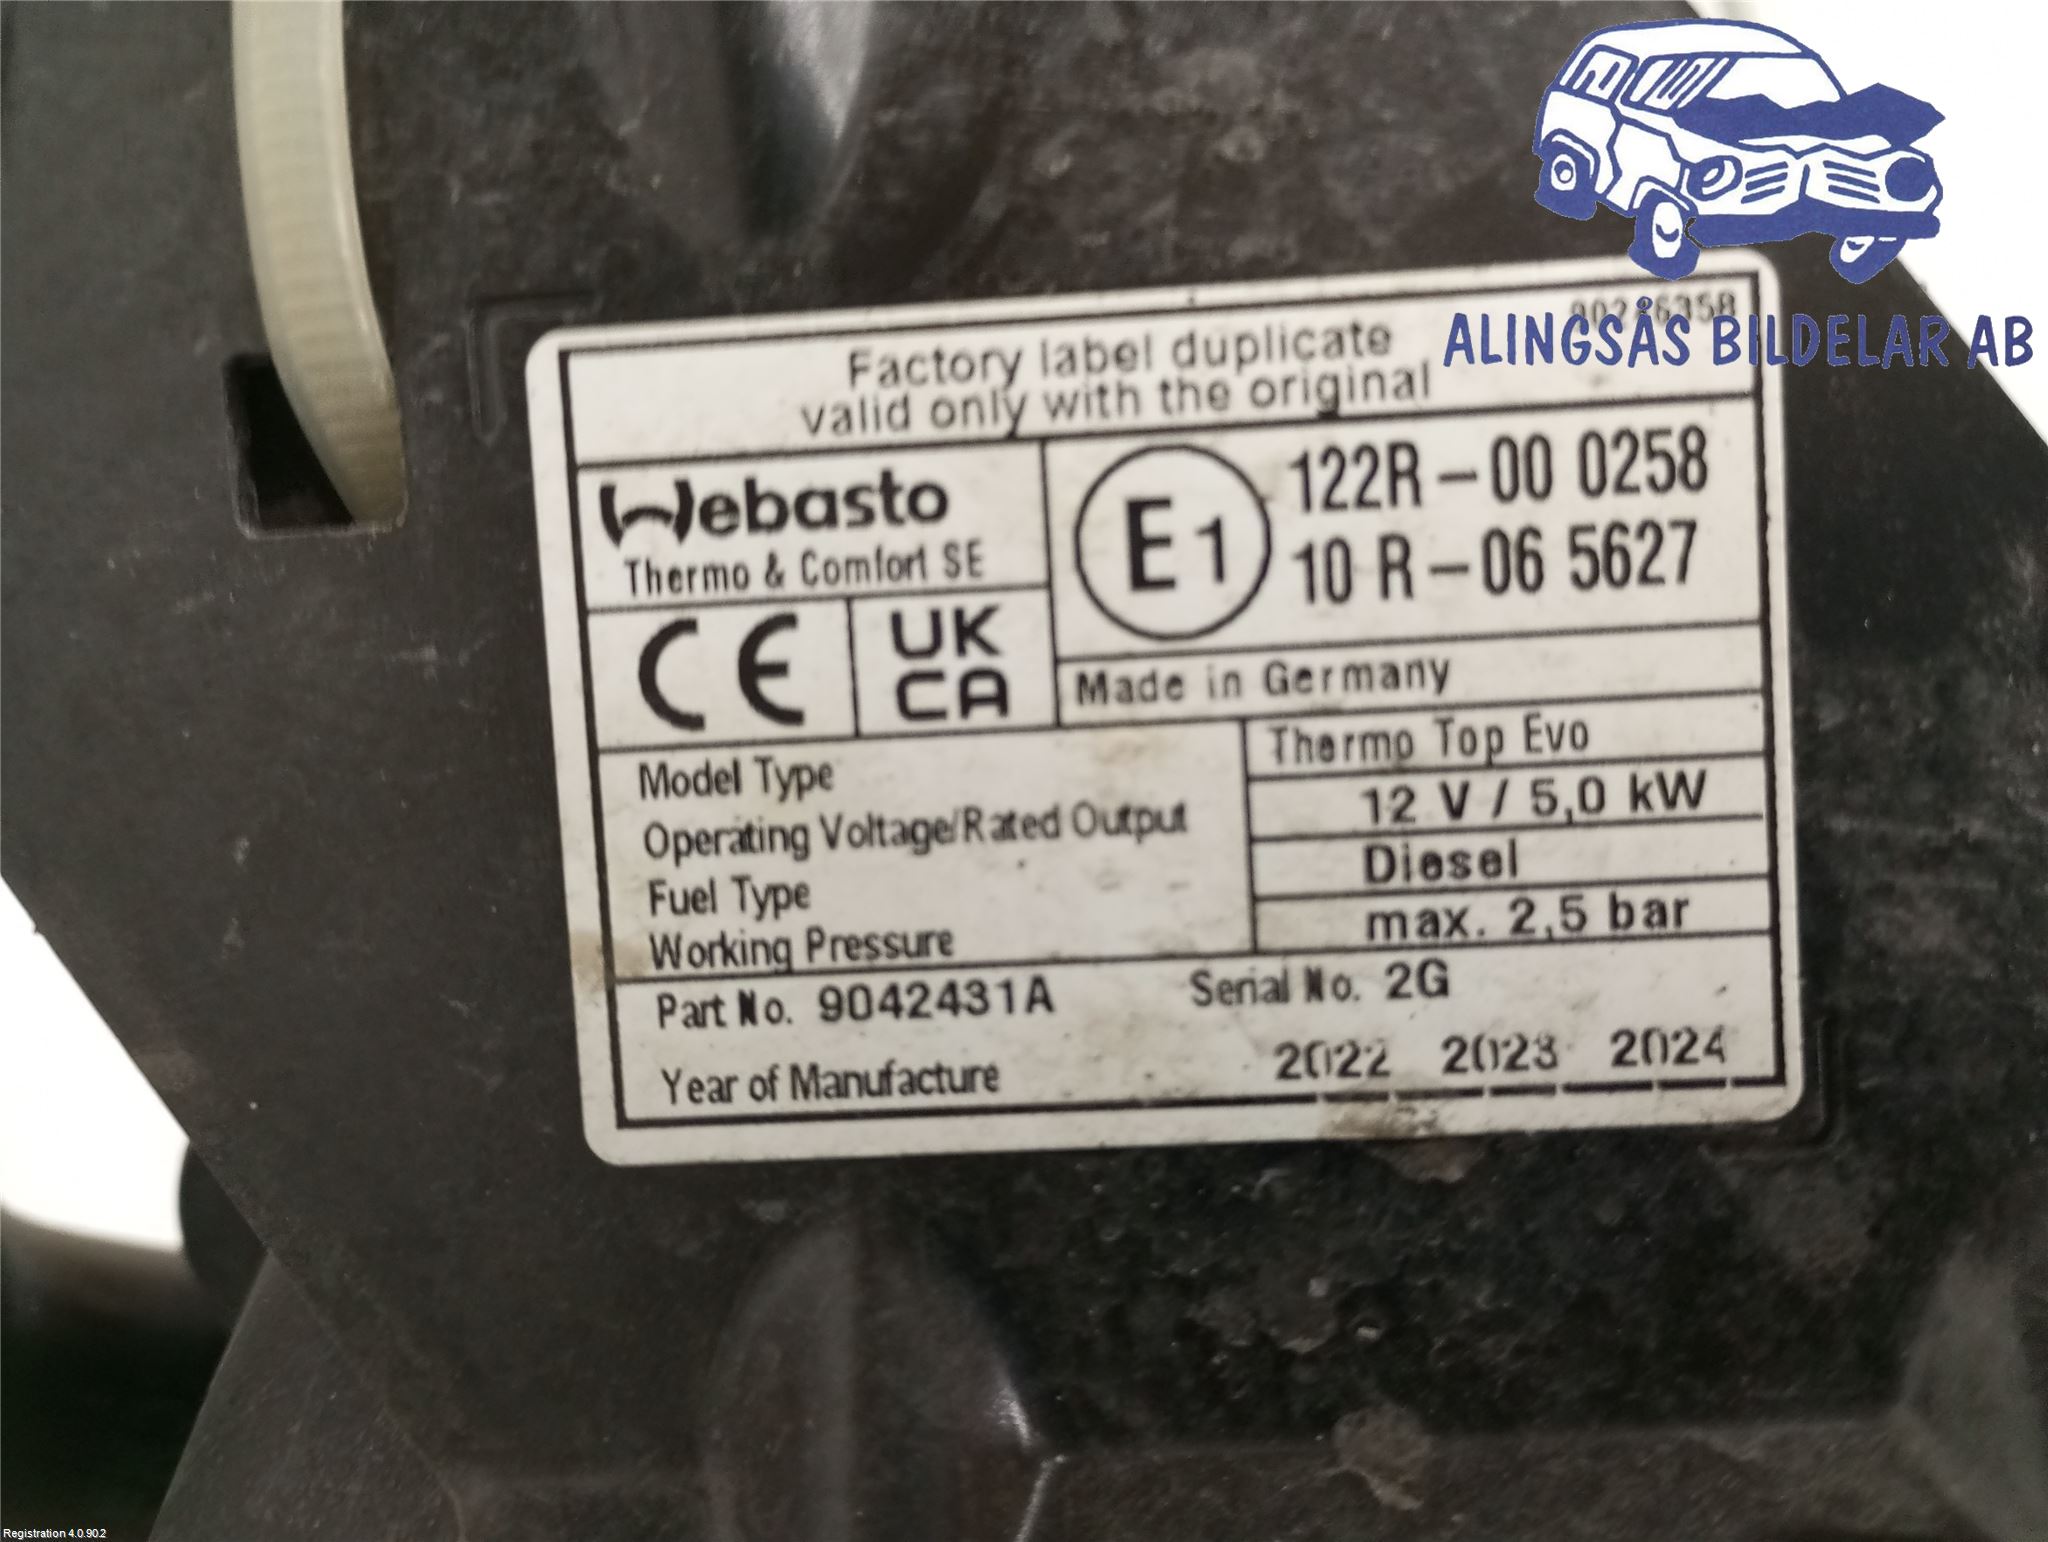 ALINGSÅS BILDELAR AB
Factory label duplicate
valid only with the original
Webasto
Thermo & Comfort SE
E1
122R-00 0258
10 R-06 5627
CE
UK
CA
Made in Germany
Model Type Thermo Top Evo
Operating Voltage/Rated Output 12 V / 5,0 kW
Fuel Type Diesel
Working Pressure max. 2,5 bar
Part No. 9042431A Serial No. 2G
Year of Manufacture 2022 2023 2024
Registration 4.0.90.2